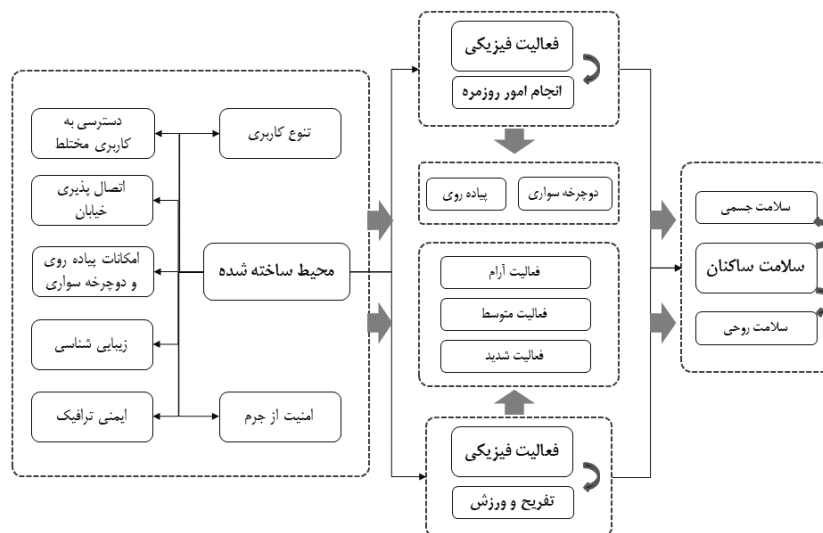 فعالیت فیزیکی
انجام امور روزمره
دسترسی به
کاربری مختلط
تنوع کاربری
اتصال پذیری
خیابان
امکانات پیاده روی
و دوچرخه سواری
محیط ساخته شده
زیبایی شناسی
ایمنی ترافیک
امنیت از جرم
دوچرخه سواری
پیاده روی
فعالیت آرام
فعالیت متوسط
فعالیت شدید
فعالیت فیزیکی
تفریح و ورزش
سلامت جسمی
سلامت ساکنان
سلامت روحی